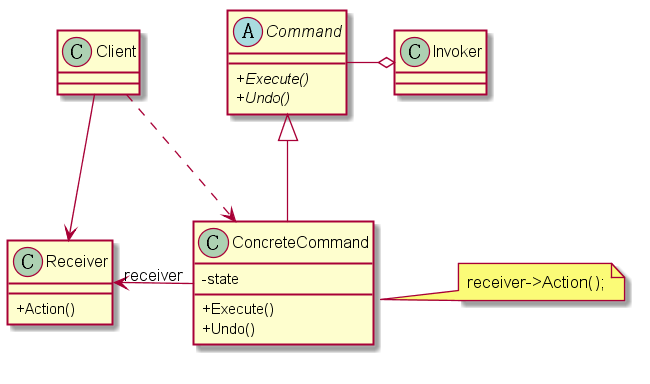 C Client
A Command
+Execute()
+Undo()
C Invoker
C Receiver
+Action()
receiver
C ConcreteCommand
-state
+Execute()
+Undo()
receiver->Action();